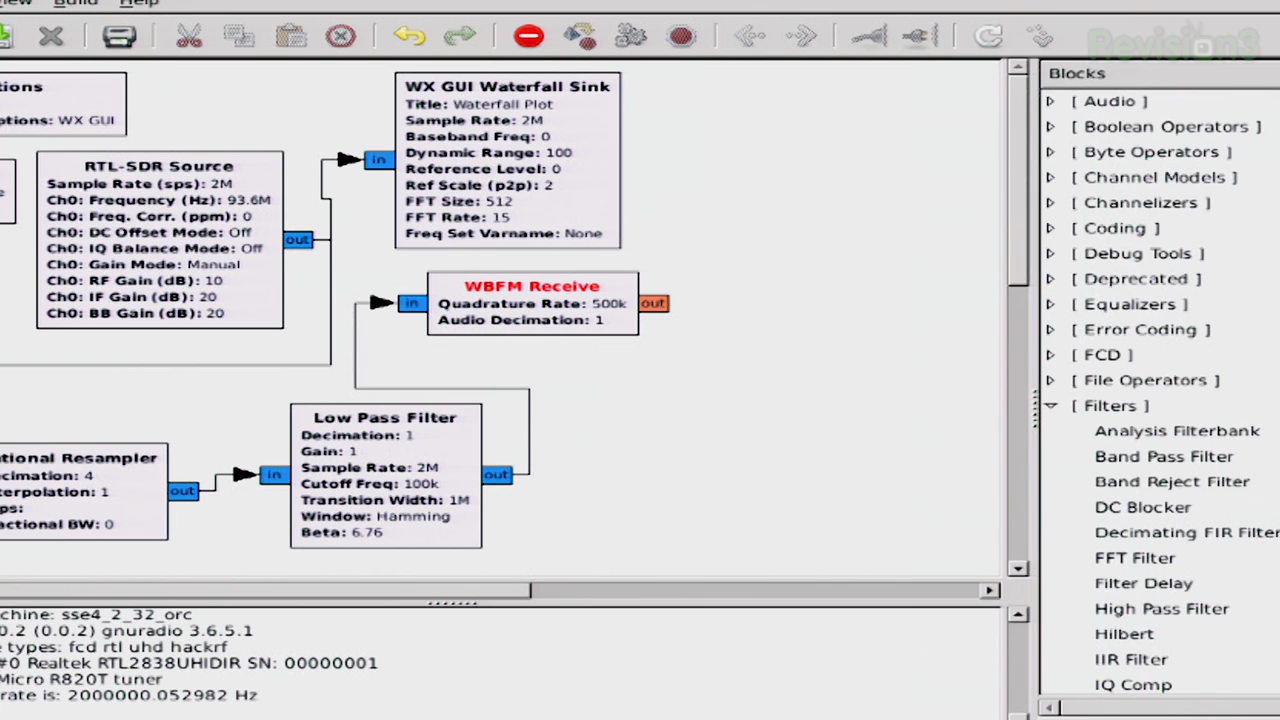 View Build Help
Revision3
tions
ptions: WX GUI
RTL-SDR Source
Sample Rate (sps): 2M
Ch0: Frequency (Hz): 93.6M
Ch0: Freq. Corr. (ppm): 0
Ch0: DC Offset Mode: Off
Ch0: IQ Balance Mode: Off
Ch0: Gain Mode: Manual
Ch0: RF Gain (dB): 10
Ch0: IF Gain (dB): 20
Ch0: BB Gain (dB): 20
out
in
WX GUI Waterfall Sink
Title: Waterfall Plot
Sample Rate: 2M
Baseband Freq: 0
Dynamic Range: 100
Reference Level: 0
Ref Scale (p2p): 2
FFT Size: 512
FFT Rate: 15
Freq Set Varname: None
in
WBFM Receive
Quadrature Rate: 500k
Audio Decimation: 1
out
tional Resampler
cimation: 4
terpolation: 1
ps:
actional BW: 0
out
in
Low Pass Filter
Decimation: 1
Gain: 1
Sample Rate: 2M
Cutoff Freq: 100k
Transition Width: 1M
Window: Hamming
Beta: 6.76
out
chine: sse4_2_32_orc
0.2 (0.0.2) gnuradio 3.6.5.1
e types: fcd rtl uhd hackrf
#0 Realtek RTL2838UHIDIR SN: 00000001
Micro R820T tuner
rate is: 2000000.052982 Hz
Blocks
[ Audio ]
[ Boolean Operators ]
[ Byte Operators ]
[ Channel Models ]
[ Channelizers ]
[ Coding ]
[ Debug Tools ]
[ Deprecated ]
[ Equalizers ]
[ Error Coding ]
[ FCD ]
[ File Operators ]
[ Filters ]
Analysis Filterbank
Band Pass Filter
Band Reject Filter
DC Blocker
Decimating FIR Filter
FFT Filter
Filter Delay
High Pass Filter
Hilbert
IIR Filter
IQ Comp